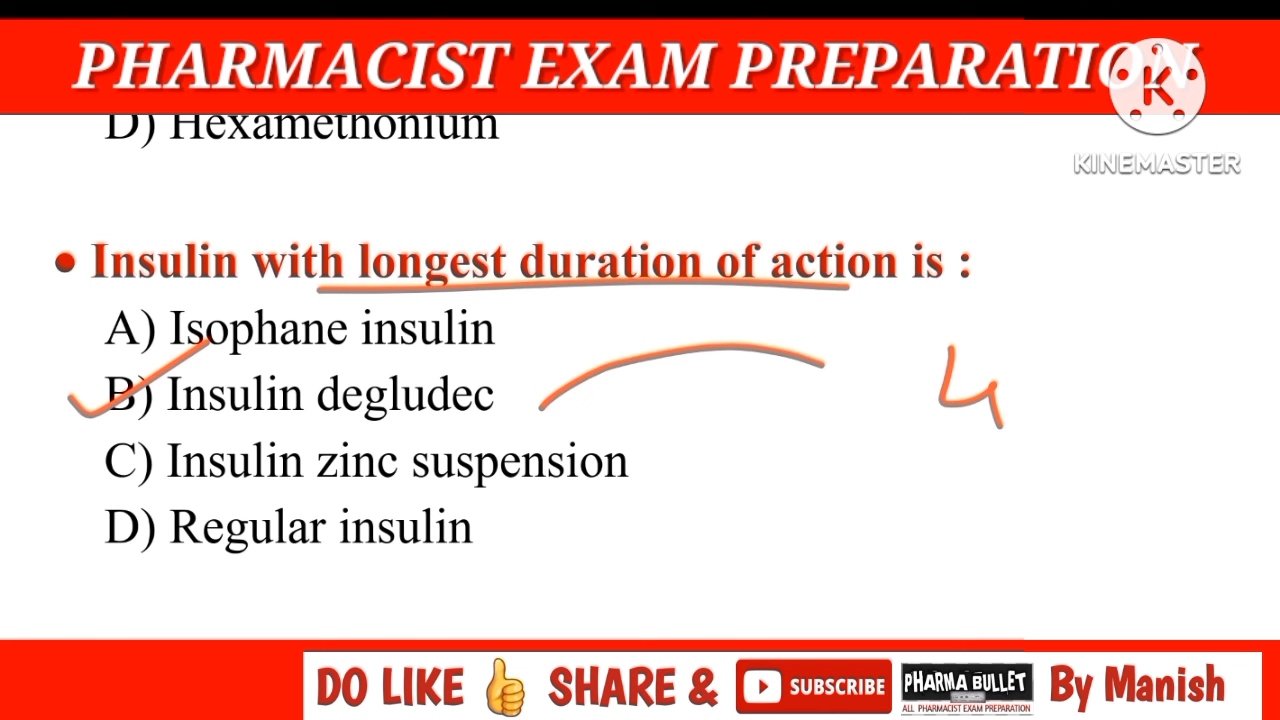 PHARMACIST EXAM PREPARATION
K
KINEMASTER
D) Hexamethonium
• Insulin with longest duration of action is :
A) Isophane insulin
B) Insulin degludec
4
C) Insulin zinc suspension
D) Regular insulin
DO LIKE 👍 SHARE & SUBSCRIBE PHARMA BULLET By Manish
ALL PHARMACIST EXAM PREPARATION